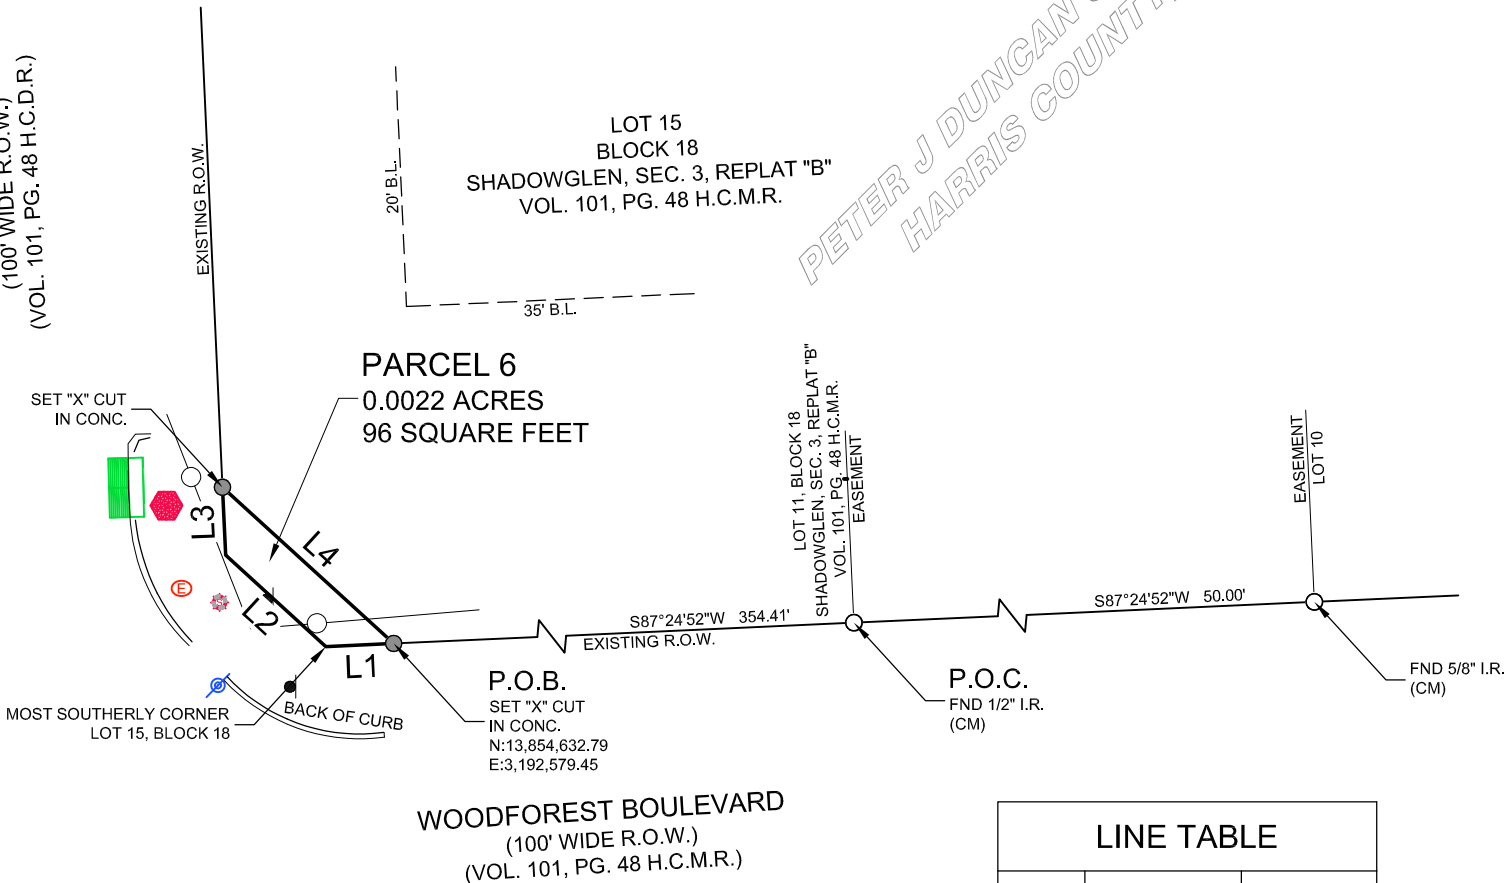 (100' WIDE R.O.W.)
(VOL. 101, PG. 48 H.C.D.R.)
EXISTING R.O.W.
20' B.L.
LOT 15
BLOCK 18
SHADOWGLEN, SEC. 3, REPLAT "B"
VOL. 101, PG. 48 H.C.M.R.
35' B.L.
PETER J DUNCAN
HARRIS COUNTY
PARCEL 6
0.0022 ACRES
96 SQUARE FEET
SET "X" CUT
IN CONC.
L3
L4
L2
L1
E
S
MOST SOUTHERLY CORNER
LOT 15, BLOCK 18
BACK OF CURB
P.O.B.
SET "X" CUT
IN CONC.
N:13,854,632.79
E:3,192,579.45
S87°24'52"W 354.41'
EXISTING R.O.W.
LOT 11, BLOCK 18
SHADOWGLEN, SEC. 3, REPLAT "B"
VOL. 101, PG. 48 H.C.M.R.
EASEMENT
P.O.C.
FND 1/2" I.R.
(CM)
S87°24'52"W 50.00'
EASEMENT
LOT 10
FND 5/8" I.R.
(CM)
WOODFOREST BOULEVARD
(100' WIDE R.O.W.)
(VOL. 101, PG. 48 H.C.M.R.)
LINE TABLE